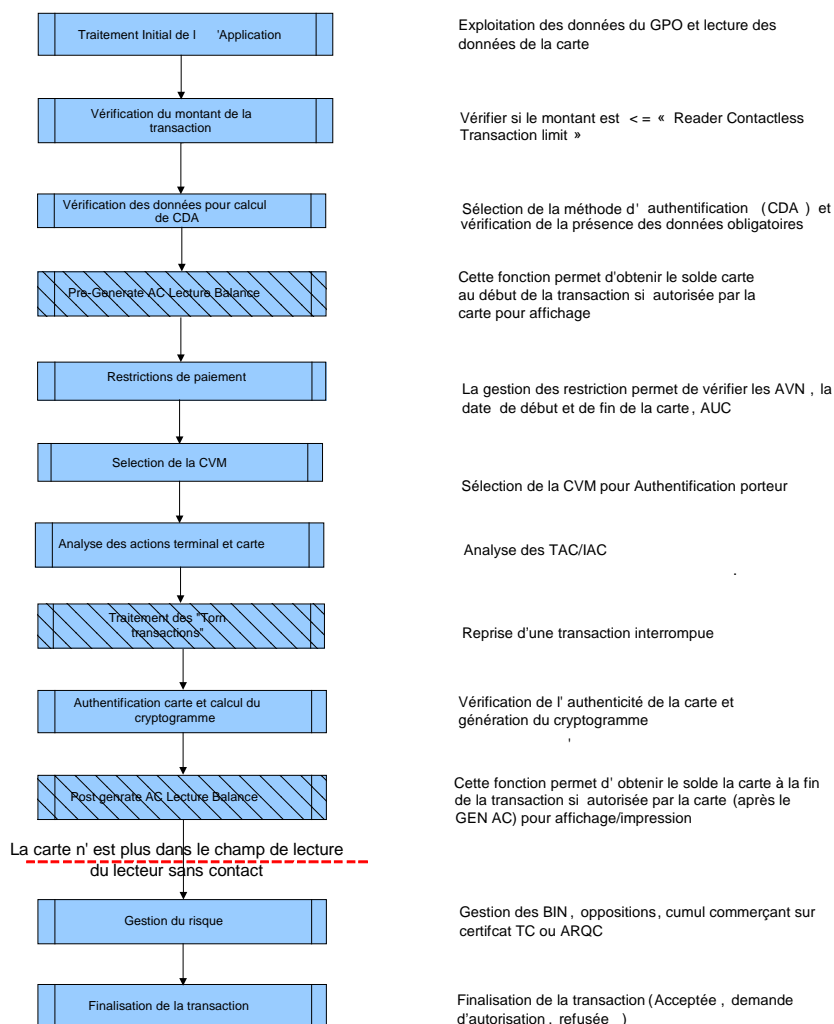 Traitement Initial de l 'Application
Exploitation des données du GPO et lecture des
données de la carte
Vérification du montant de la
transaction
Vérifier si le montant est < = « Reader Contactless
Transaction limit »
Vérification des données pour calcul
de CDA
Sélection de la méthode d' authentification (CDA ) et
vérification de la présence des données obligatoires
Pre-Generate AC Lecture Balance
Cette fonction permet d'obtenir le solde carte
au début de la transaction si autorisée par la
carte pour affichage
Restrictions de paiement
La gestion des restriction permet de vérifier les AVN , la
date de début et de fin de la carte , AUC
Selection de la CVM
Sélection de la CVM pour Authentification porteur
Analyse des actions terminal et carte
Analyse des TAC/IAC
.
Traitement des "Torn
transactions"
Reprise d'une transaction interrompue
Authentification carte et calcul du
cryptogramme
Vérification de l' authenticité de la carte et
génération du cryptogramme
'
Post genrate AC Lecture Balance
Cette fonction permet d' obtenir le solde la carte à la fin
de la transaction si autorisée par la carte (après le
GEN AC) pour affichage/impression
La carte n' est plus dans le champ de lecture
du lecteur sans contact
Gestion du risque
Gestion des BIN , oppositions , cumul commerçant sur
certifcat TC ou ARQC
Finalisation de la transaction
Finalisation de la transaction (Acceptée , demande
d'autorisation , refusée )